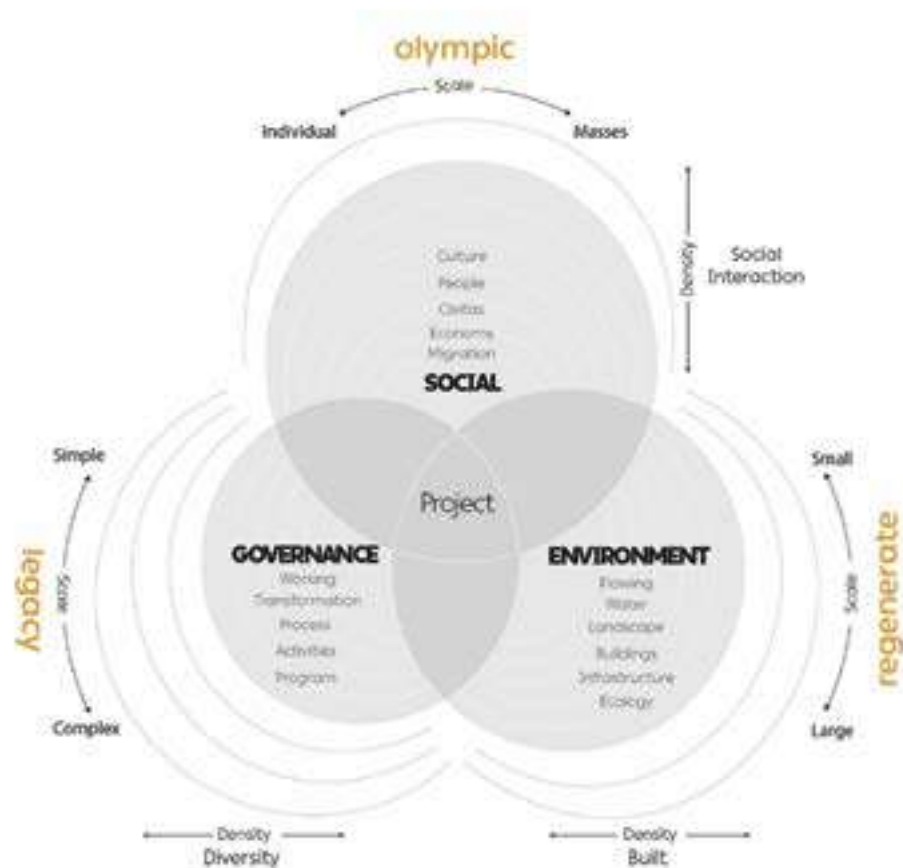 olympic
Scale
Individual
Masses
Density
Social
Interaction
Culture
People
Civitas
Economy
Migration
SOCIAL
Simple
Scale
Complex
legacy
Project
GOVERNANCE
Working
Transformation
Process
Activities
Program
ENVIRONMENT
Flowing
Water
Landscape
Buildings
Infrastructure
Ecology
Small
Scale
Large
regenerate
Density
Diversity
Density
Built